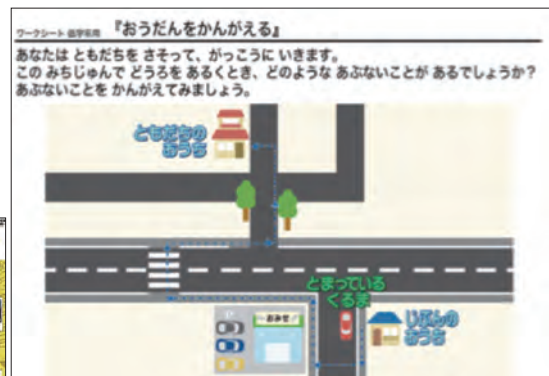 ワークシート 低学年用 『おうだんをかんがえる』
あなたは ともだちを さそって、がっこうに いきます。
この みちじゅんで どうろを あるくとき、どのような あぶないことが あるでしょうか？
あぶないことを かんがえてみましょう。
ともだちの
おうち
とまっている
くるま
おみせ
じぶんの
おうち